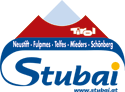 Tirol
Neustift - Fulpmes - Telfes - Mieders - Schönberg
Stubai
www.stubai.at